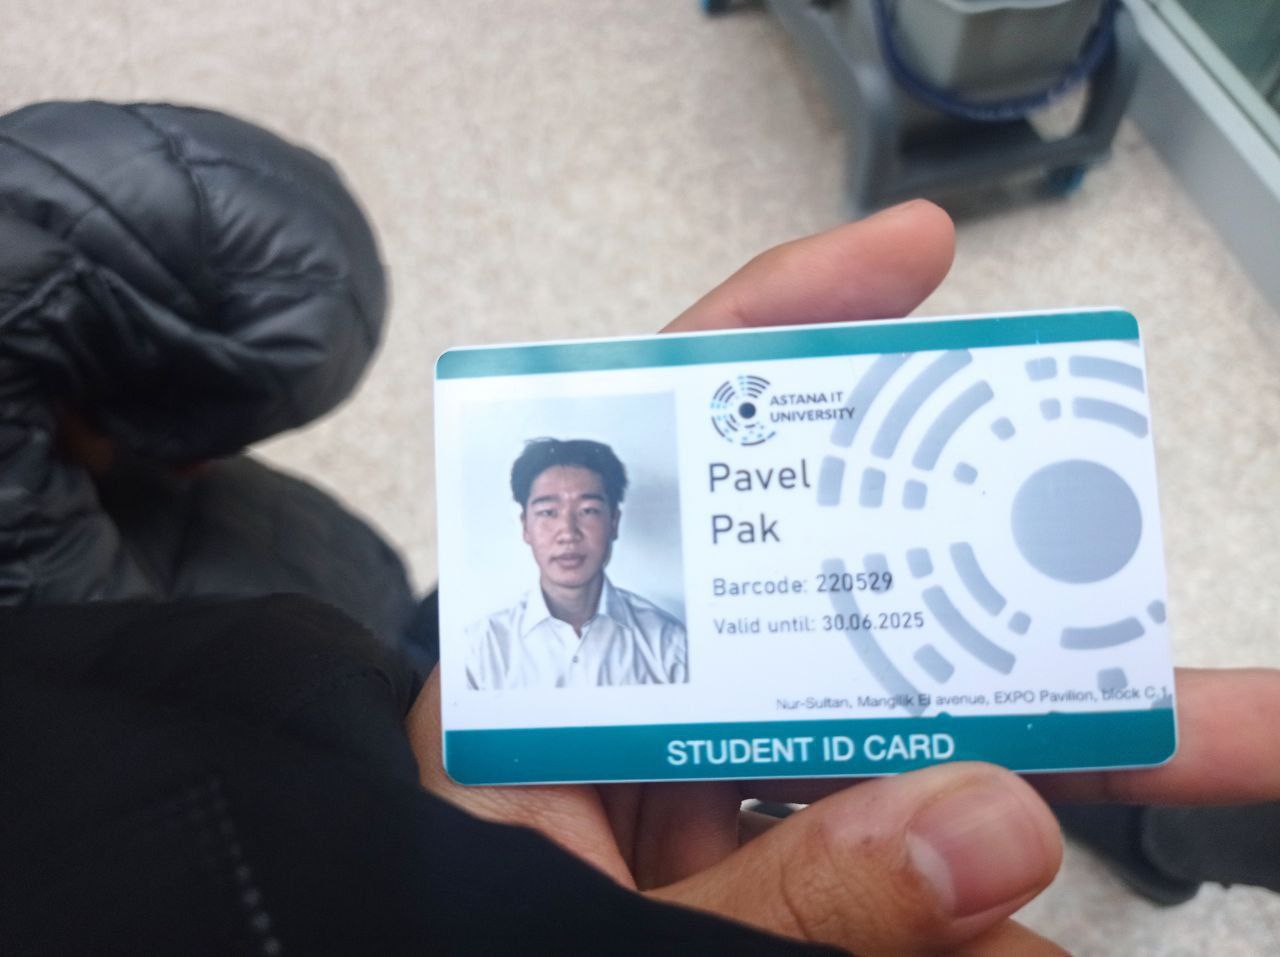 ASTANA IT
UNIVERSITY
Pavel
Pak
Barcode: 220529
Valid until: 30.06.2025
Nur-Sultan, Mangilik El avenue, EXPO Pavilion, block C.1
STUDENT ID CARD